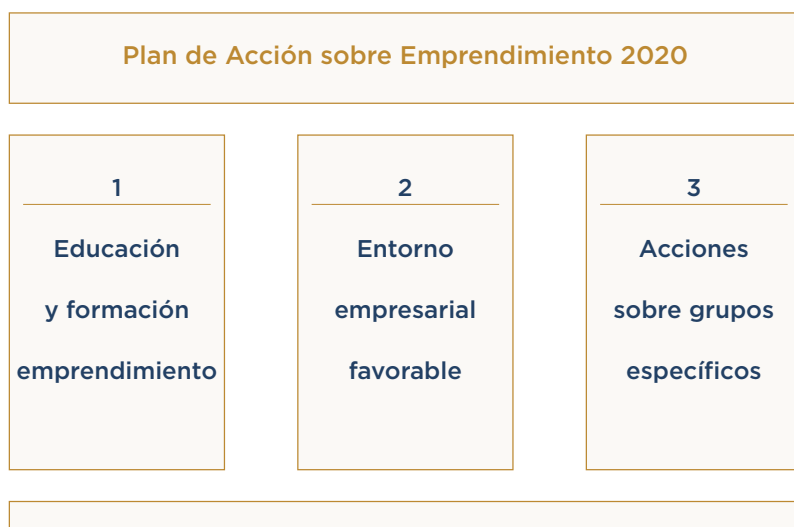 Plan de Acción sobre Emprendimiento 2020
1
Educación
y formación
emprendimiento
2
Entorno
empresarial
favorable
3
Acciones
sobre grupos
específicos